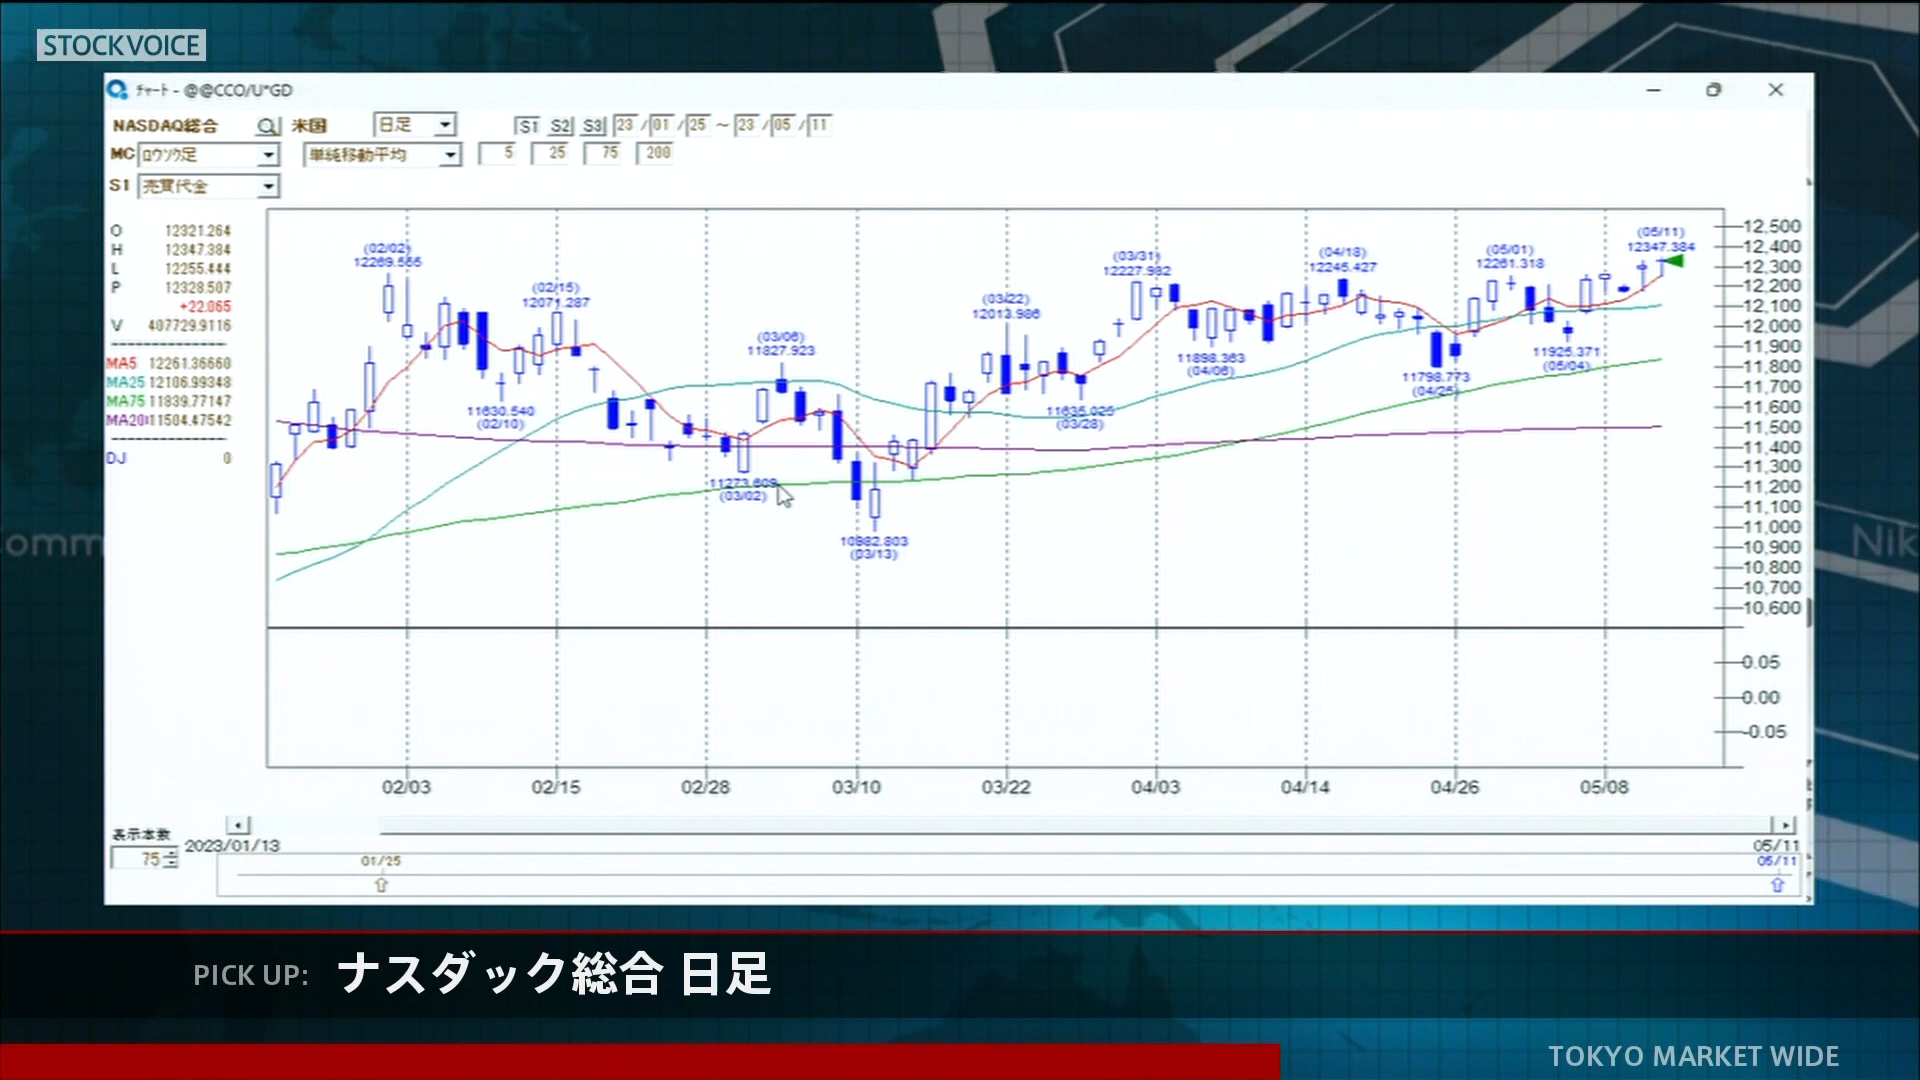 STOCKVOICE
チャート - @@CCO/U*GD
NASDAQ総合 米国 日足 S1 S2 S3 23 / 01 / 25 ~ 23 / 05 / 11
MC ロウソク足 単純移動平均 5 25 75 200
S1 売買代金
O 12321.264
H 12347.384
L 12255.444
P 12328.507
+22.065
V 407729.9116
MA5 12261.36660
MA25 12106.99348
MA75 11839.77147
MA20 11504.47542
DJ 0
(02/02)
12269.555
(02/15)
12071.287
(03/06)
11827.923
(03/22)
12013.986
(03/31)
12227.932
(04/18)
12245.427
(05/01)
12261.318
(05/11)
12347.384
11630.540
(02/10)
11273.609
(03/02)
10982.803
(03/13)
11635.025
(03/28)
11898.363
(04/06)
11798.773
(04/25)
11925.371
(05/04)
12,500
12,400
12,300
12,200
12,100
12,000
11,900
11,800
11,700
11,600
11,500
11,400
11,300
11,200
11,100
11,000
10,900
10,800
10,700
10,600
0.05
0.00
-0.05
02/03 02/15 02/28 03/10 03/22 04/03 04/14 04/26 05/08
表示本数
75
2023/01/13 05/11
01/25 05/11
Comm
Nik
PICK UP: ナスダック総合 日足
TOKYO MARKET WIDE